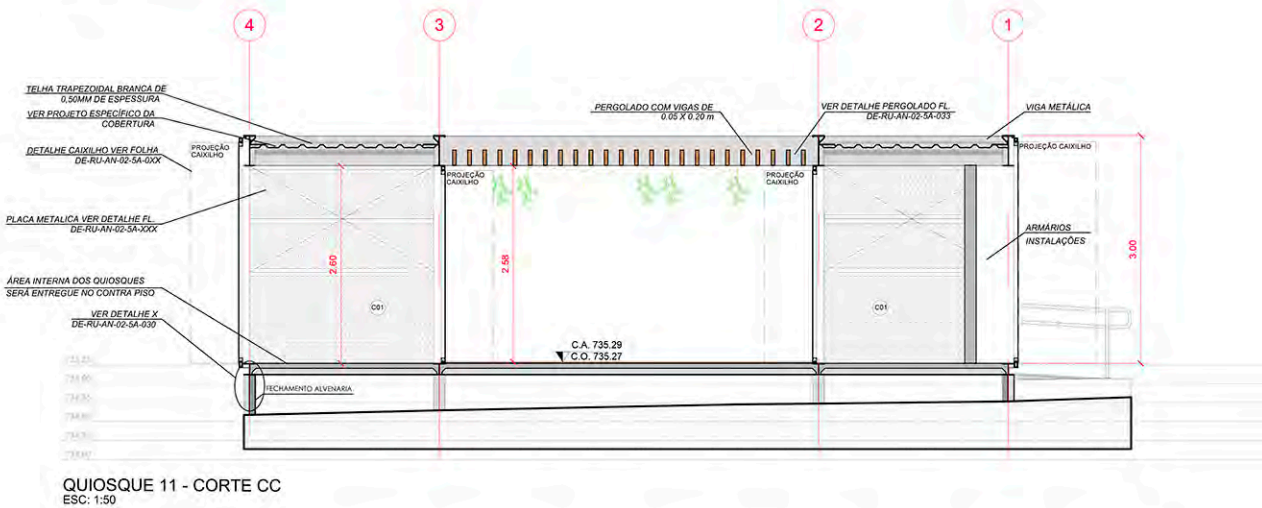 4
3
2
1
TELHA TRAPEZOIDAL BRANCA DE
0,50MM DE ESPESSURA
VER PROJETO ESPECÍFICO DA
COBERTURA
DETALHE CAIXILHO VER FOLHA
DE-RU-AN-02-5A-0XX
PROJEÇÃO
CAIXILHO
PERGOLADO COM VIGAS DE
0.05 X 0.20 m
VER DETALHE PERGOLADO FL.
DE-RU-AN-02-5A-033
VIGA METÁLICA
PROJEÇÃO CAIXILHO
PROJEÇÃO
CAIXILHO
PROJEÇÃO
CAIXILHO
PLACA METALICA VER DETALHE FL.
DE-RU-AN-02-5A-XXX
ARMÁRIOS
INSTALAÇÕES
2.60
2.58
3.00
ÁREA INTERNA DOS QUIOSQUES
SERÁ ENTREGUE NO CONTRA PISO
C01
C01
VER DETALHE X
DE-RU-AN-02-5A-030
C.A. 735.29
C.O. 735.27
FECHAMENTO ALVENARIA
QUIOSQUE 11 - CORTE CC
ESC: 1:50